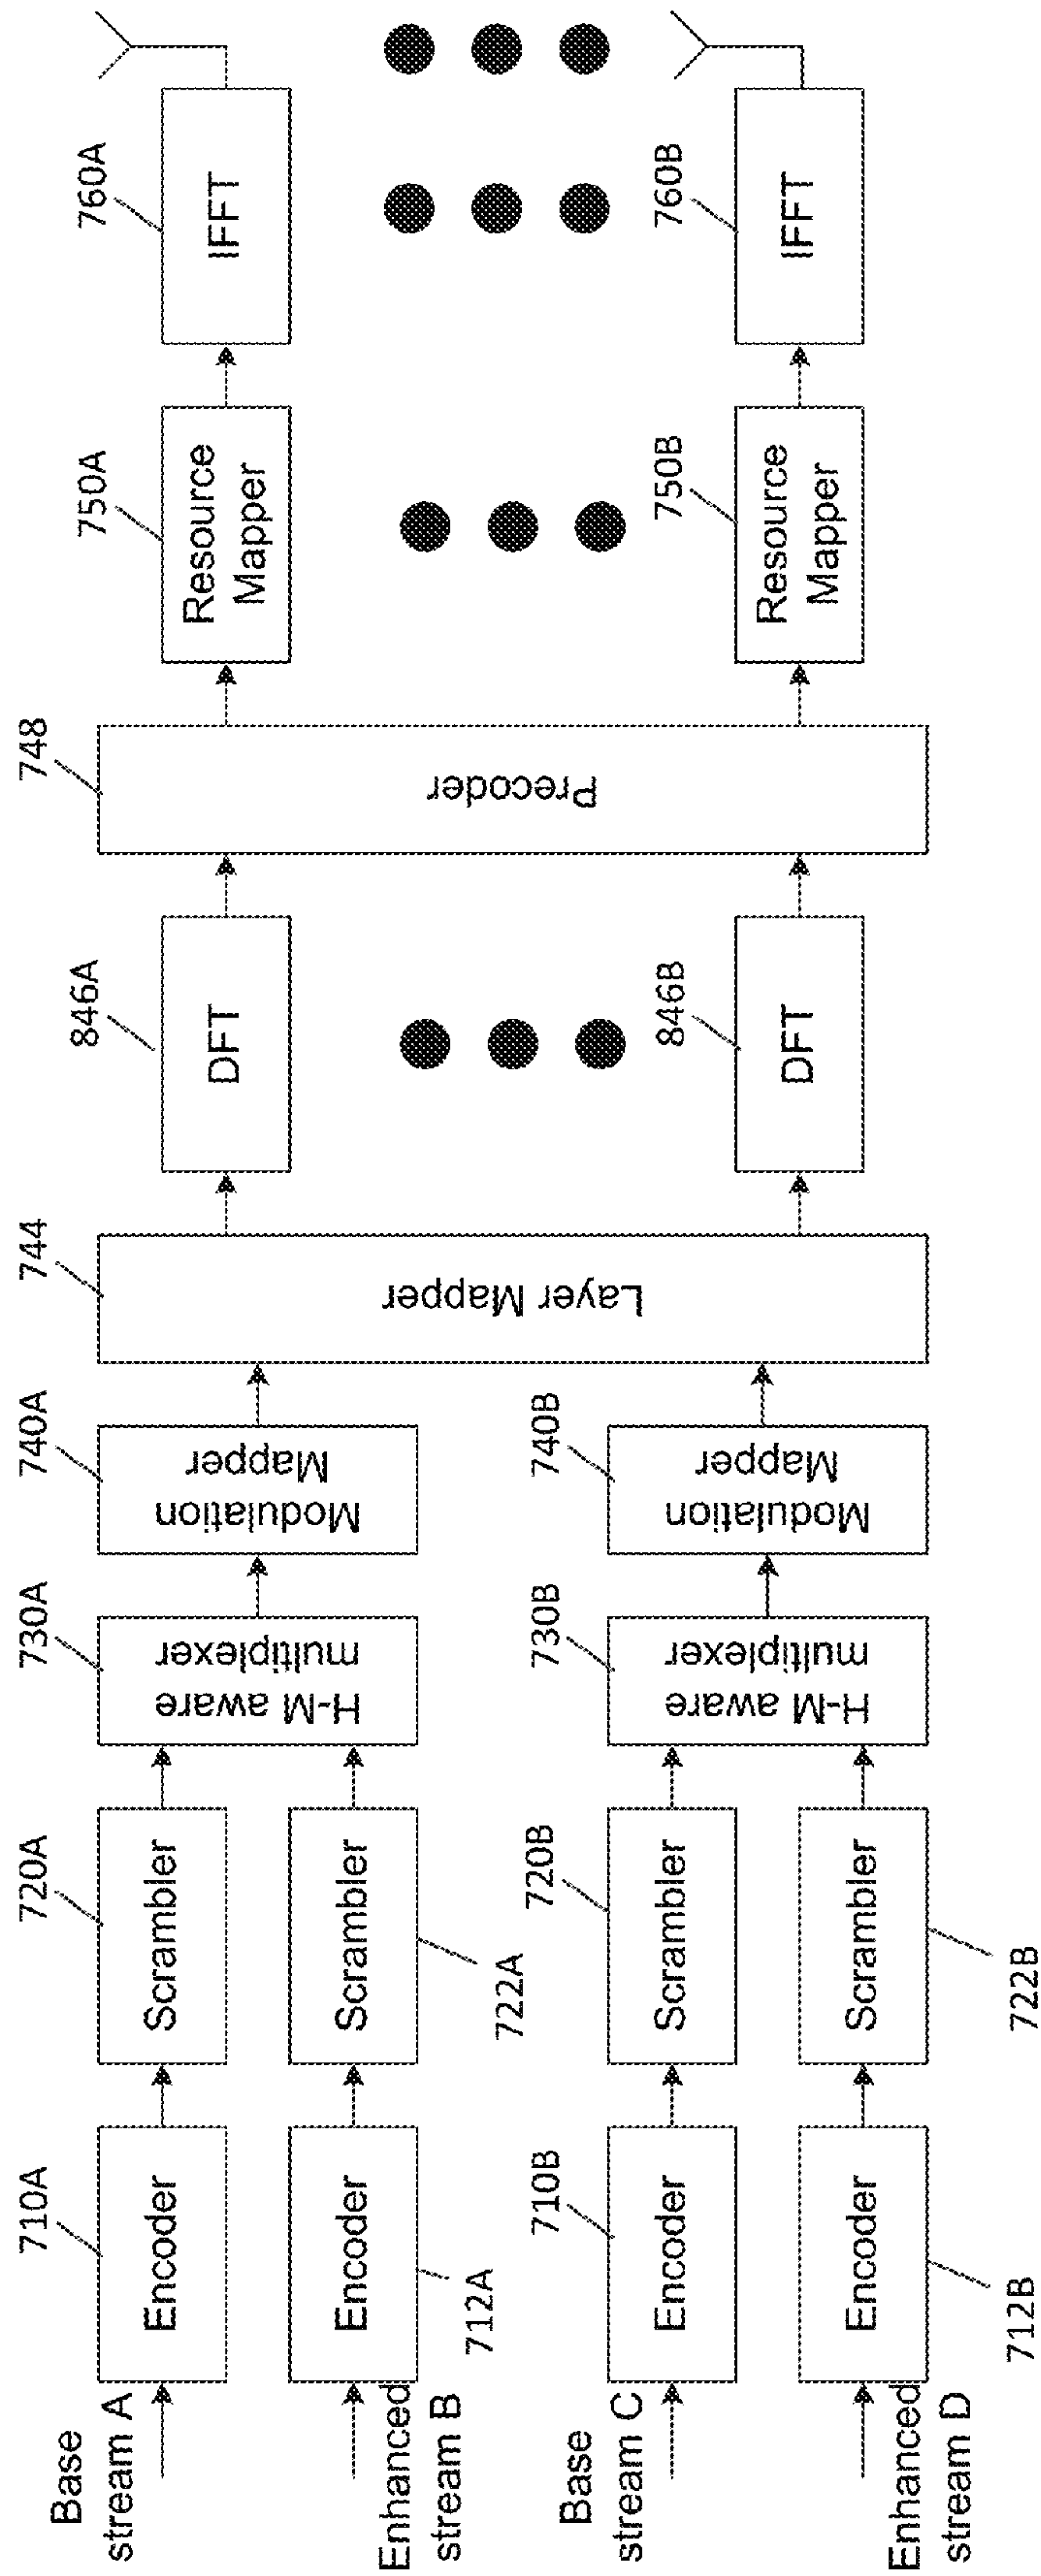 Base
stream A
710A
Encoder
720A
Scrambler
Enhanced
stream B
Encoder
712A
Scrambler
722A
730A
H-M aware
multiplexer
740A
Modulation
Mapper
Base
stream C
710B
Encoder
720B
Scrambler
Enhanced
stream D
Encoder
712B
Scrambler
722B
730B
H-M aware
multiplexer
740B
Modulation
Mapper
744
Layer Mapper
846A
DFT
846B
DFT
748
Precoder
750A
Resource
Mapper
760A
IFFT
750B
Resource
Mapper
760B
IFFT